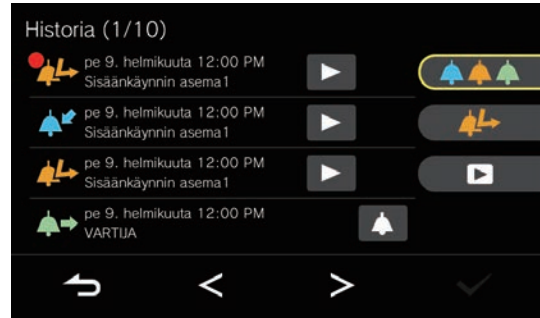 Historia (1/10)
pe 9. helmikuuta 12:00 PM
Sisäänkäynnin asema1
pe 9. helmikuuta 12:00 PM
Sisäänkäynnin asema1
pe 9. helmikuuta 12:00 PM
Sisäänkäynnin asema1
pe 9. helmikuuta 12:00 PM
VARTIJA